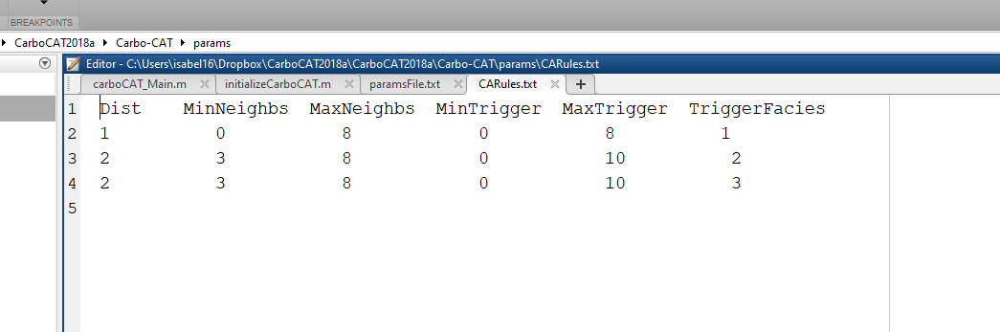 BREAKPOINTS
CarboCAT2018a Carbo-CAT params
Editor - C:\Users\isabel16\Dropbox\CarboCAT2018a\CarboCAT2018a\Carbo-CAT\params\CARules.txt
carboCAT_Main.m initializeCarboCAT.m paramsFile.txt CARules.txt
1 Dist MinNeighbs MaxNeighbs MinTrigger MaxTrigger TriggerFacies
2 1 0 8 0 8 1
3 2 3 8 0 10 2
4 2 3 8 0 10 3
5